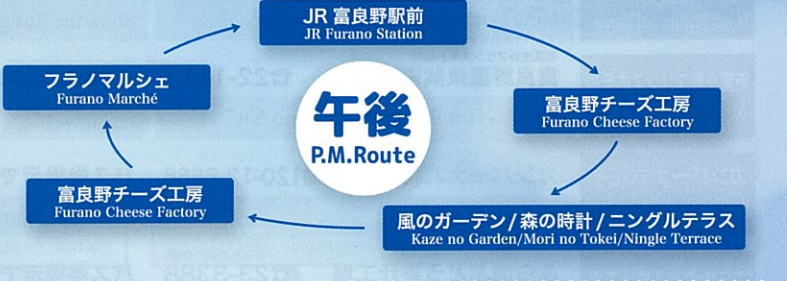 JR 富良野駅前
JR Furano Station
富良野チーズ工房
Furano Cheese Factory
風のガーデン/森の時計/ニングルテラス
Kaze no Garden/Mori no Tokei/Ningle Terrace
富良野チーズ工房
Furano Cheese Factory
フラノマルシェ
Furano Marché
午後
P.M.Route